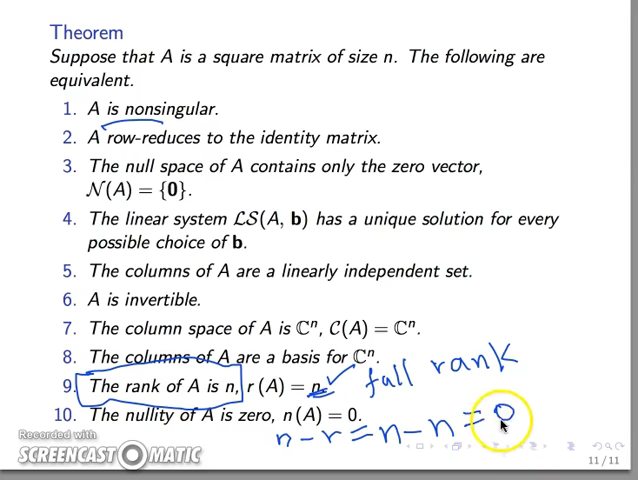 Theorem
Suppose that A is a square matrix of size n. The following are
equivalent.
1. A is nonsingular.
2. A row-reduces to the identity matrix.
3. The null space of A contains only the zero vector,
𝒩(A) = {0}.
4. The linear system ℒ𝒮(A, b) has a unique solution for every
possible choice of b.
5. The columns of A are a linearly independent set.
6. A is invertible.
7. The column space of A is ℂⁿ, 𝒞(A) = ℂⁿ.
8. The columns of A are a basis for ℂⁿ.
9. The rank of A is n, r (A) = n. fall rank
10. The nullity of A is zero, n (A) = 0.
n - r = n - n = 0
Recorded with
SCREENCAST MATIC
11 / 11